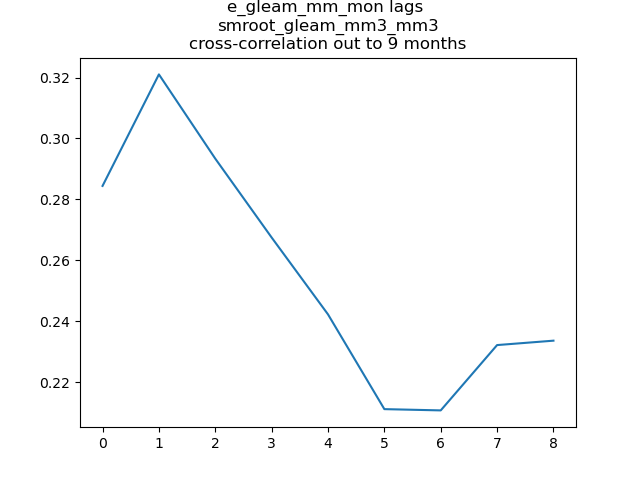 e_gleam_mm_mon lags
smroot_gleam_mm3_mm3
cross-correlation out to 9 months
0.32
0.30
0.28
0.26
0.24
0.22
0 1 2 3 4 5 6 7 8